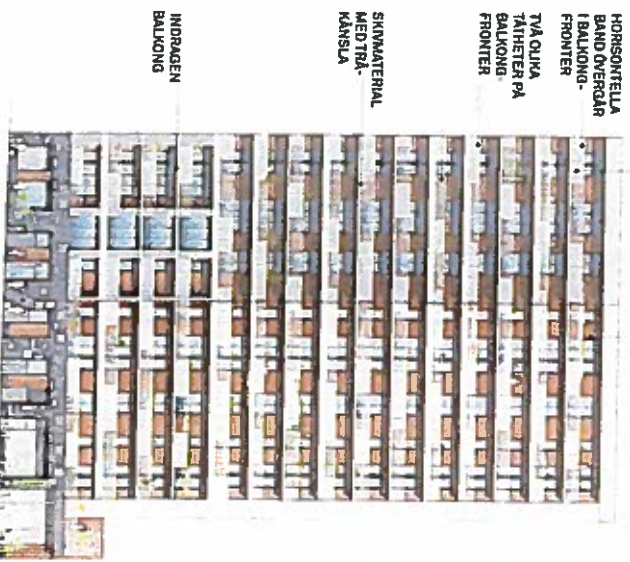 HORISONTELLA
BAND ÖVERGÅR
I BALKONG-
FRONTER
TVÅ OLIKA
TÄTHETER PÅ
BALKONG-
FRONTER
SKIVMATERIAL
MED TRÄ-
KÄNSLA
INDRAGEN
BALKONG